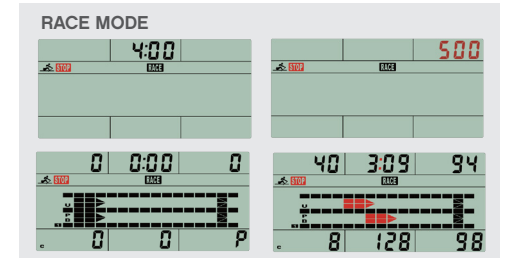 RACE MODE
4:00
STOP RACE
500
STOP RACE
0 0:00 0
STOP RACE
0 0 P
40 3:09 94
STOP RACE
8 128 98